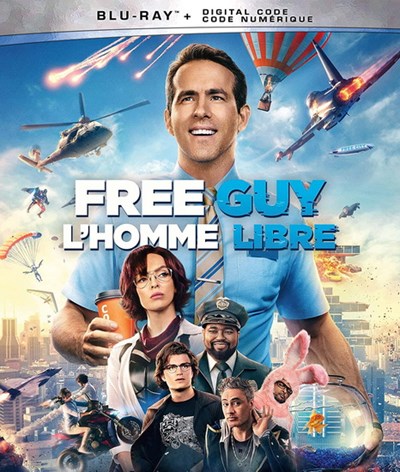 BLU-RAY™ + DIGITAL CODE
CODE NUMÉRIQUE
FREE GUY
L'HOMME LIBRE